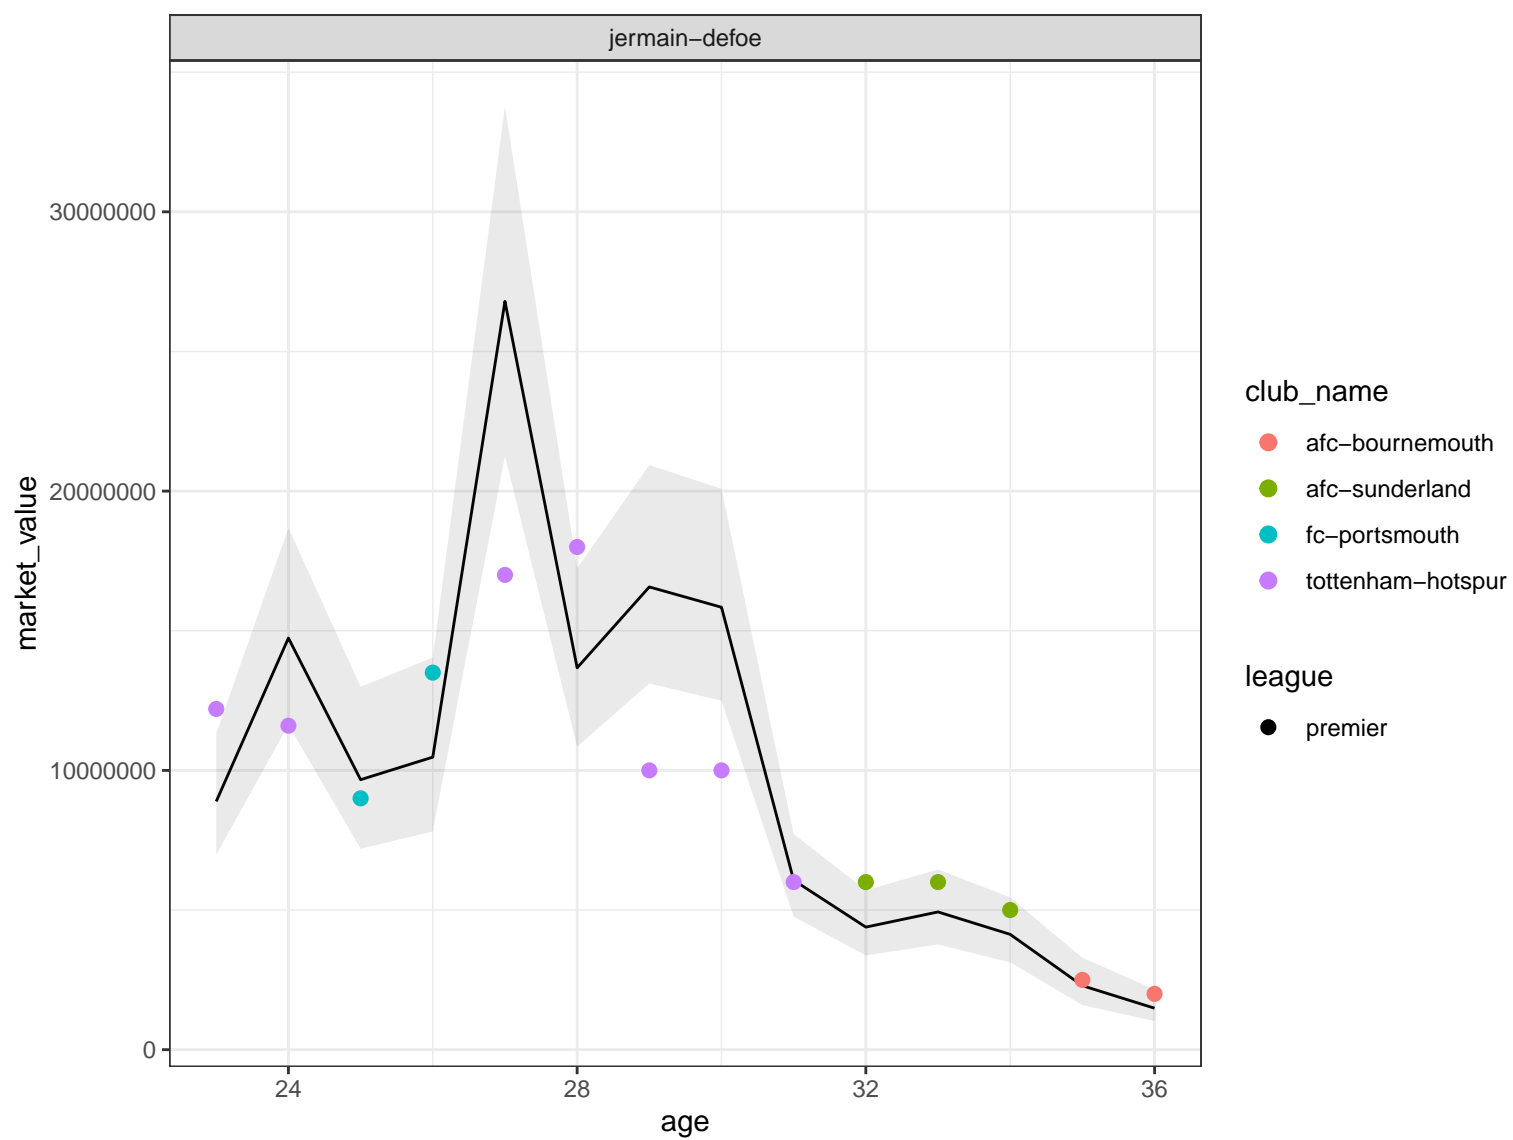 jermain−defoe
market_value
30000000
20000000
10000000
0
24
28
32
36
age
club_name
afc−bournemouth
afc−sunderland
fc−portsmouth
tottenham−hotspur
league
premier